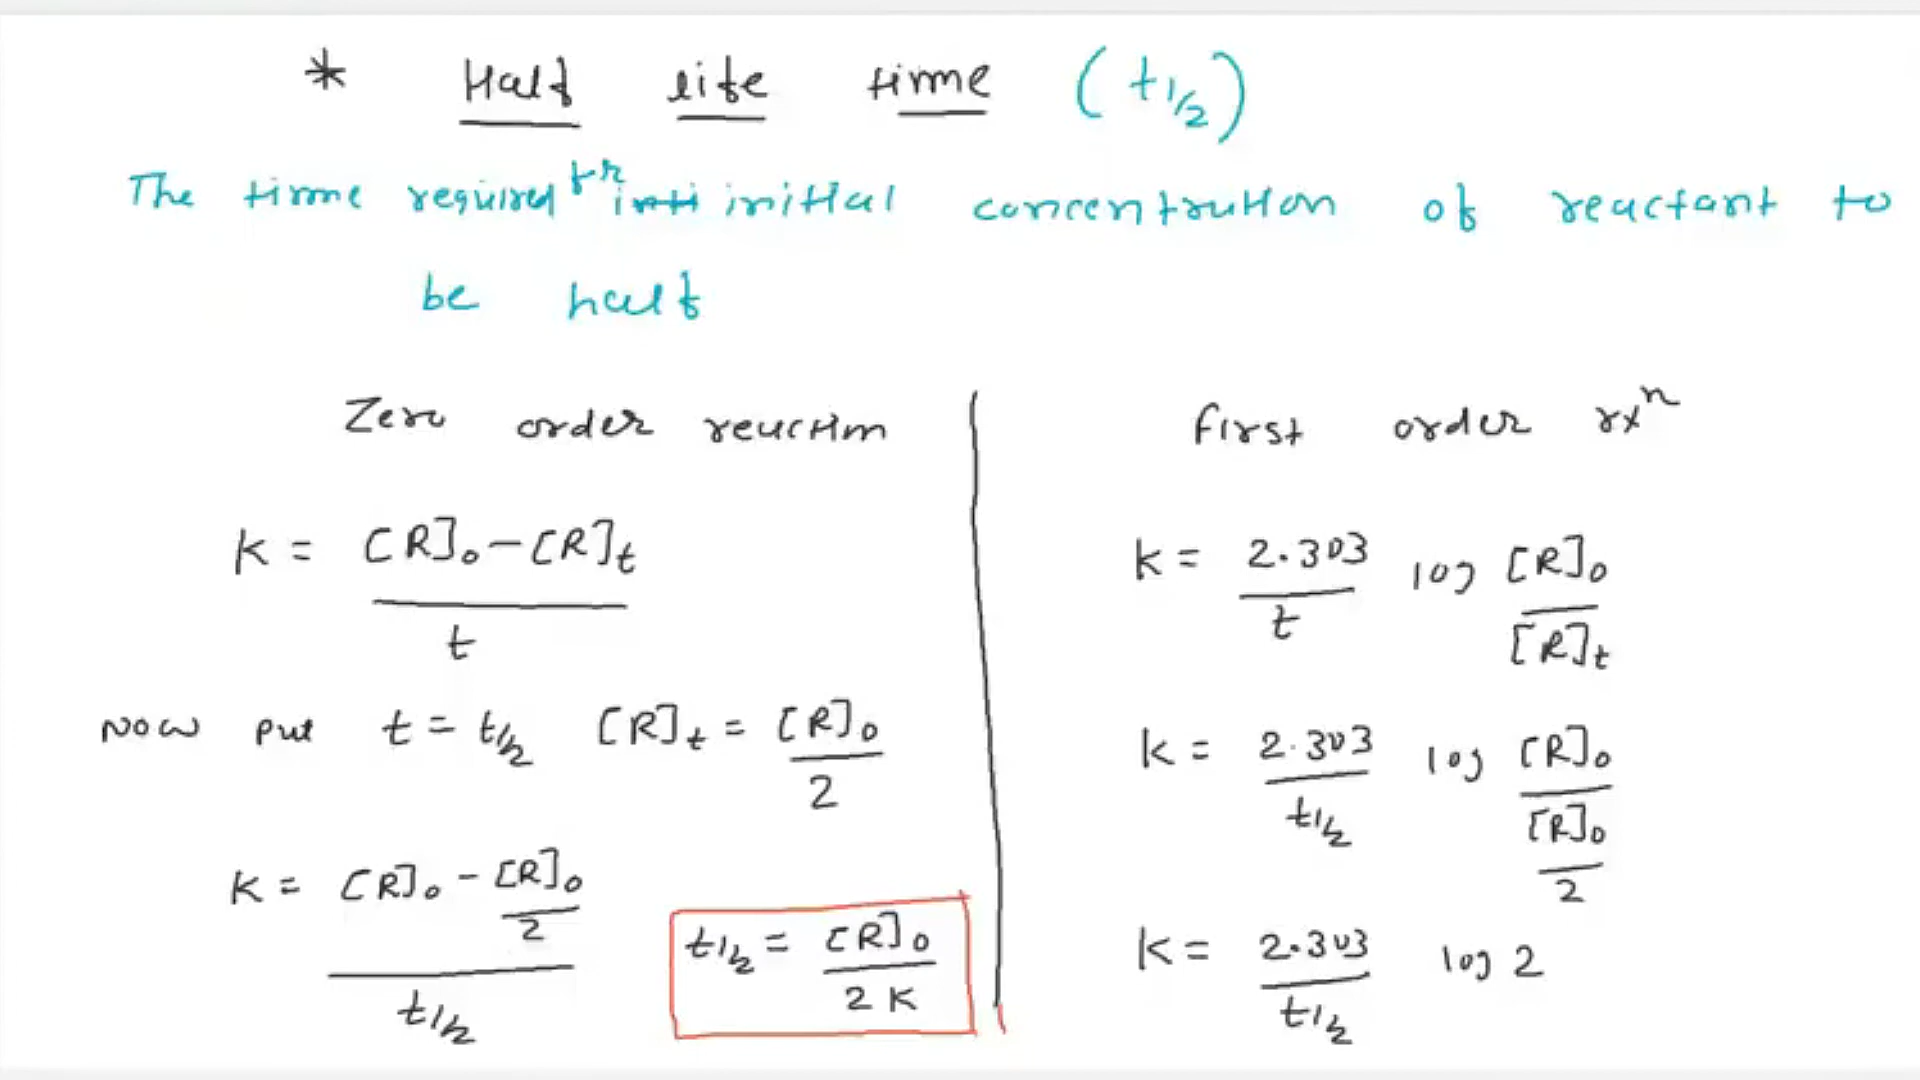 * Half life time (t1/2)
The time required fr initial concentration of reactant to
be half
Zero order reaction
K = [R]₀ - [R]t / t
Now put t = t1/2 [R]t = [R]₀ / 2
K = [R]₀ - [R]₀/2 / t1/2
t1/2 = [R]₀ / 2K
first order rxⁿ
k = 2.303 / t log [R]₀ / [R]t
k = 2.303 / t1/2 log [R]₀ / [R]₀/2
K = 2.303 / t1/2 log 2